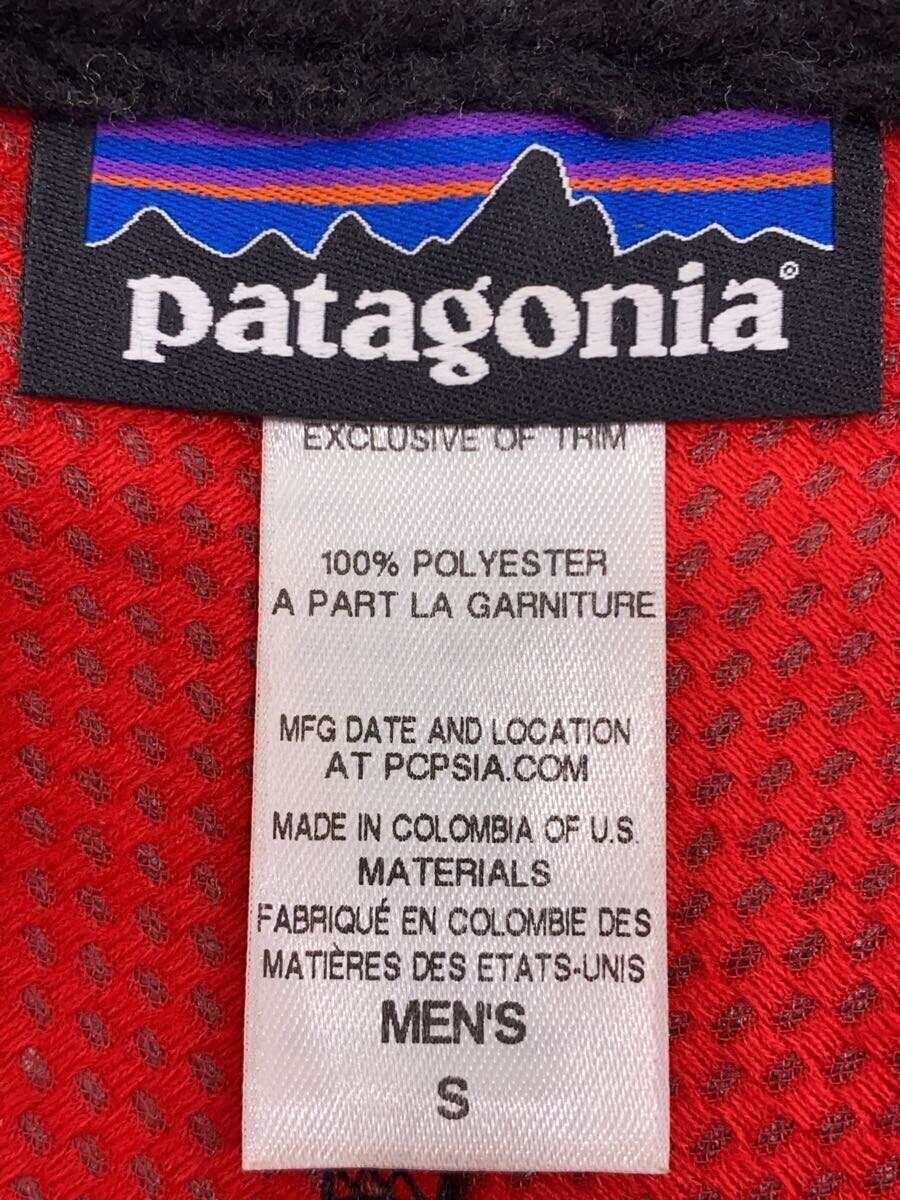 patagonia®
EXCLUSIVE OF TRIM
100% POLYESTER
A PART LA GARNITURE
MFG DATE AND LOCATION
AT PCPSIA.COM
MADE IN COLOMBIA OF U.S.
MATERIALS
FABRIQUÉ EN COLOMBIE DES
MATIÈRES DES ETATS-UNIS
MEN'S
S